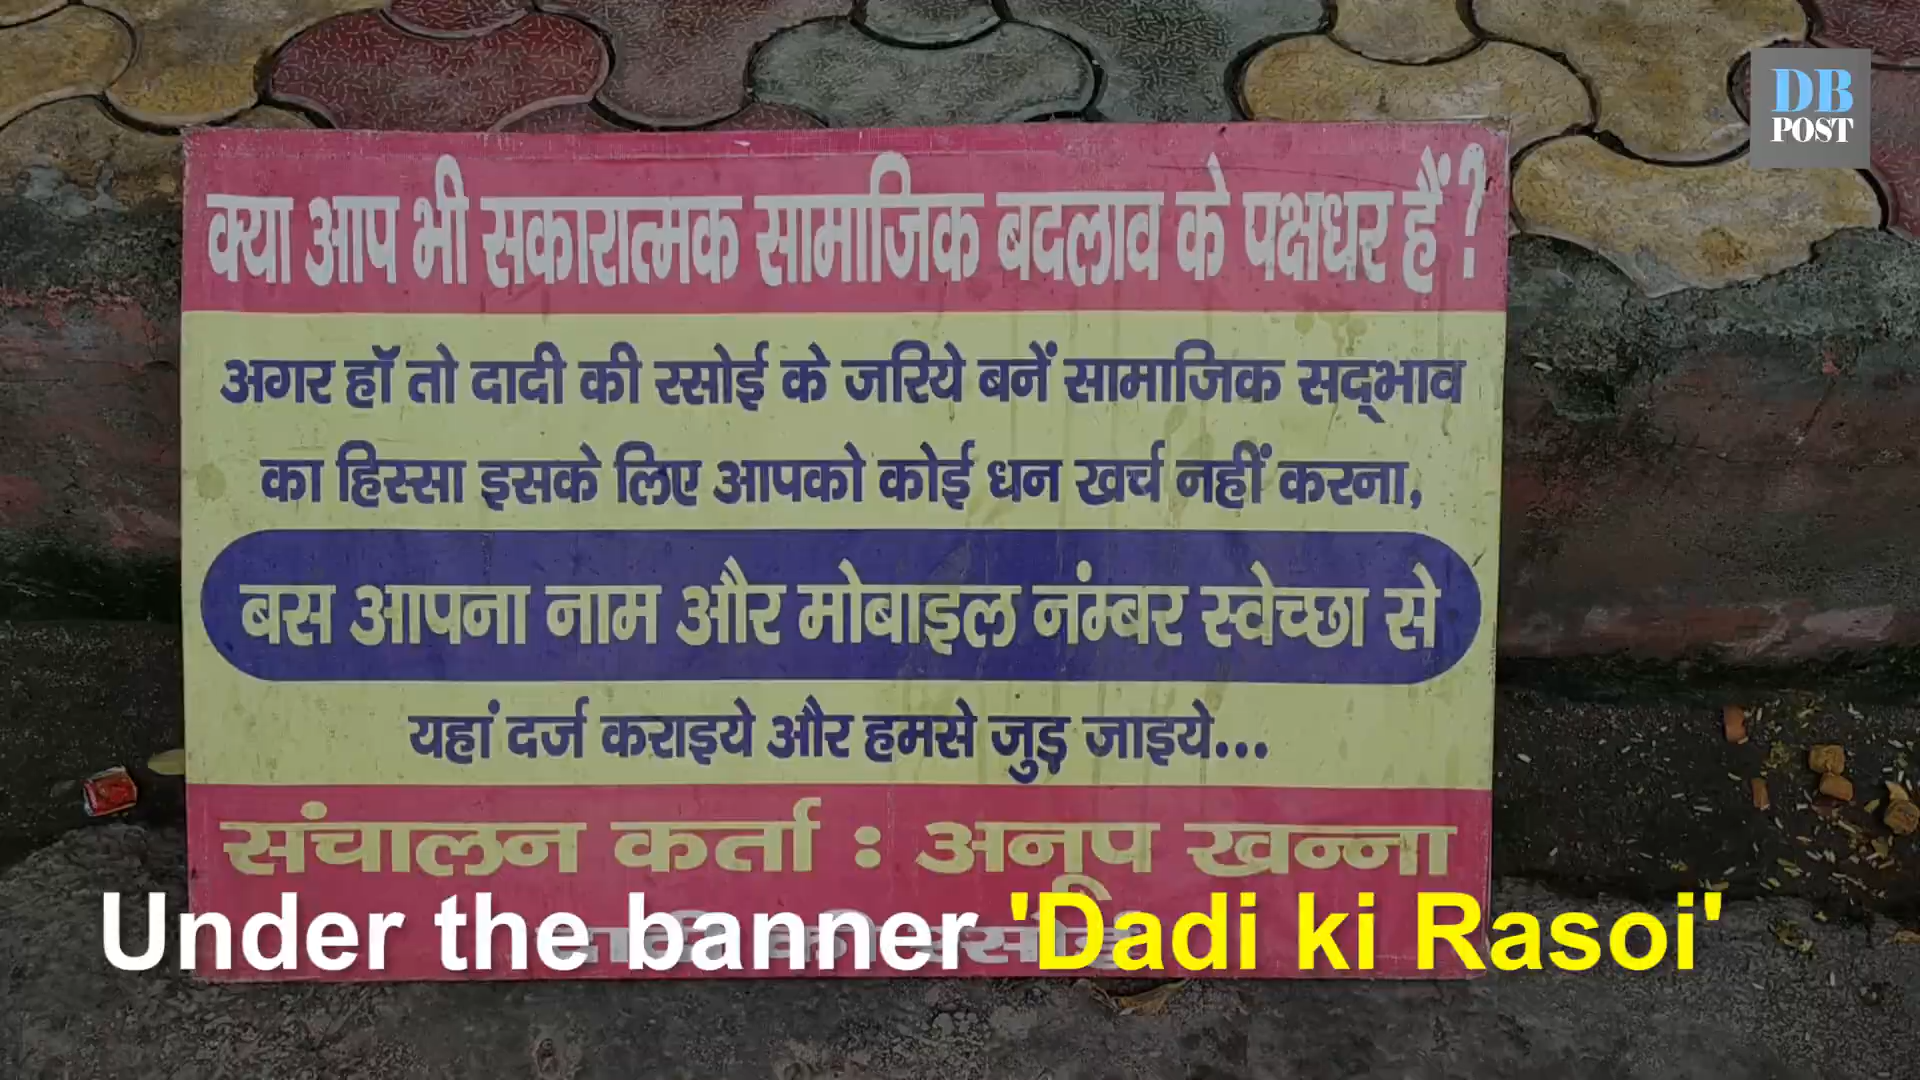 DB
POST
क्या आप भी सकारात्मक सामाजिक बदलाव के पक्षधर हैं ?
अगर हॉ तो दादी की रसोई के जरिये बनें सामाजिक सद्‌भाव
का हिस्सा इसके लिए आपको कोई धन खर्च नहीं करना,
बस आपना नाम और मोबाइल नंम्बर स्वेच्छा से
यहां दर्ज कराइये और हमसे जुड़ जाइये...
संचालन कर्ता : अनूप खन्ना
Under the banner 'Dadi ki Rasoi'